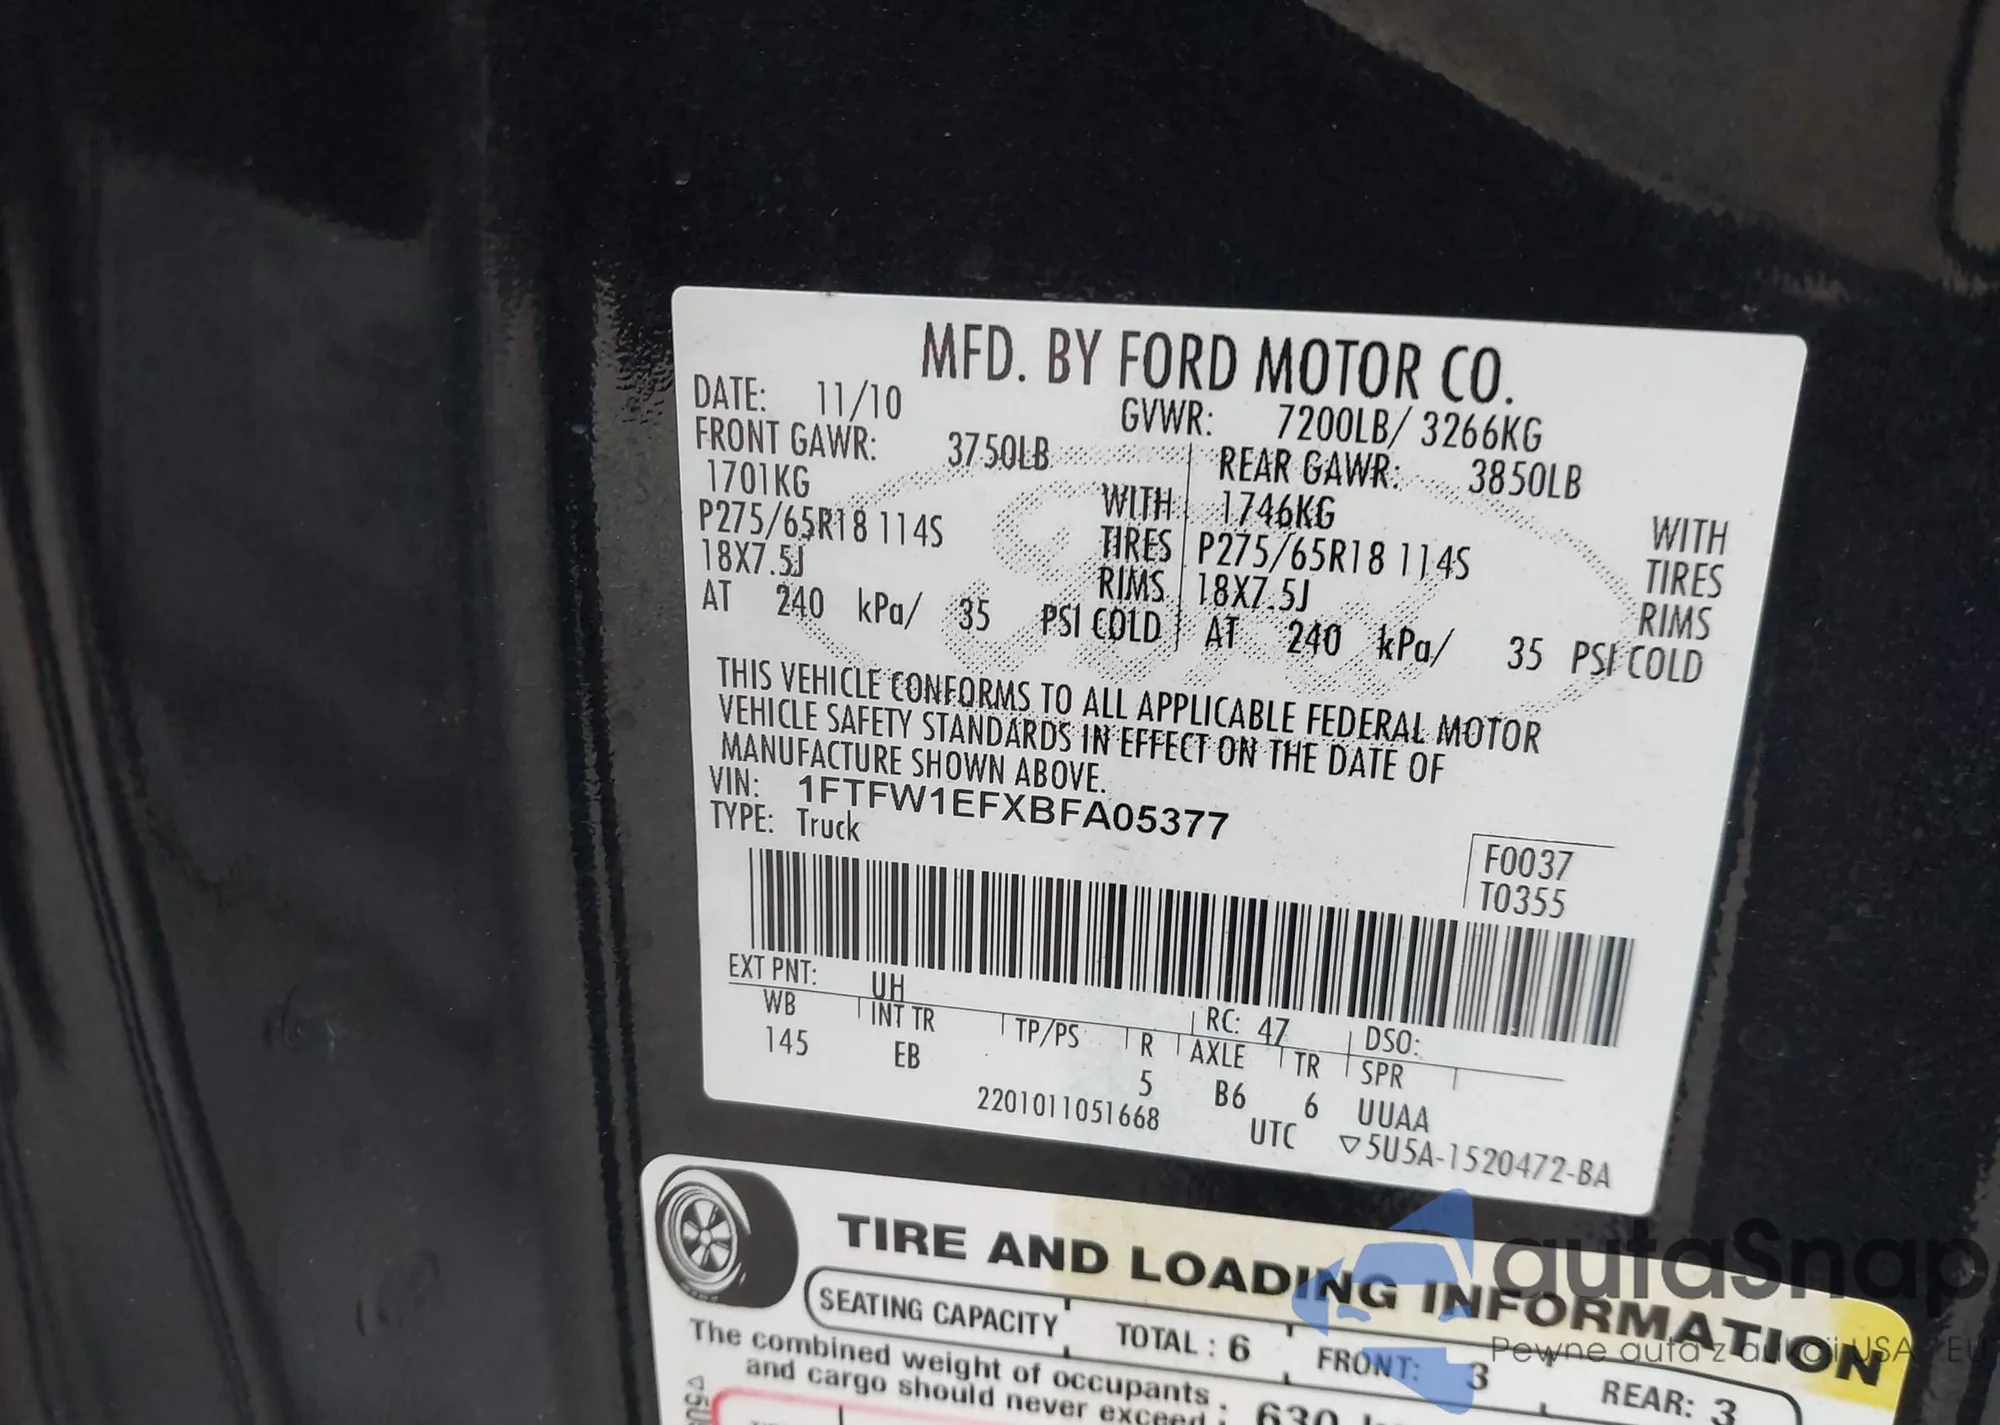 MFD. BY FORD MOTOR CO.
DATE: 11/10
GVWR: 7200LB/ 3266KG
FRONT GAWR: 3750LB
REAR GAWR: 3850LB
1701KG WITH
1746KG WITH
P275/65R18 114S TIRES
P275/65R18 114S TIRES
18X7.5J RIMS
18X7.5J RIMS
AT 240 kPa/ 35 PSI COLD
AT 240 kPa/ 35 PSI COLD
THIS VEHICLE CONFORMS TO ALL APPLICABLE FEDERAL MOTOR
VEHICLE SAFETY STANDARDS IN EFFECT ON THE DATE OF
MANUFACTURE SHOWN ABOVE.
VIN: 1FTFW1EFXBFA05377
TYPE: Truck
F0037
T0355
EXT PNT: UH RC: 47 DSO:
WB INT TR TP/PS R AXLE TR SPR
145 EB 5 B6 6 UUAA
2201011051668 UTC ▽5U5A-1520472-BA
TIRE AND LOADING INFORMATION
SEATING CAPACITY TOTAL : 6 FRONT: 3 REAR: 3
The combined weight of occupants
and cargo should never exceed : 630
autaSnap
Pewne auta z aukcji USA EU